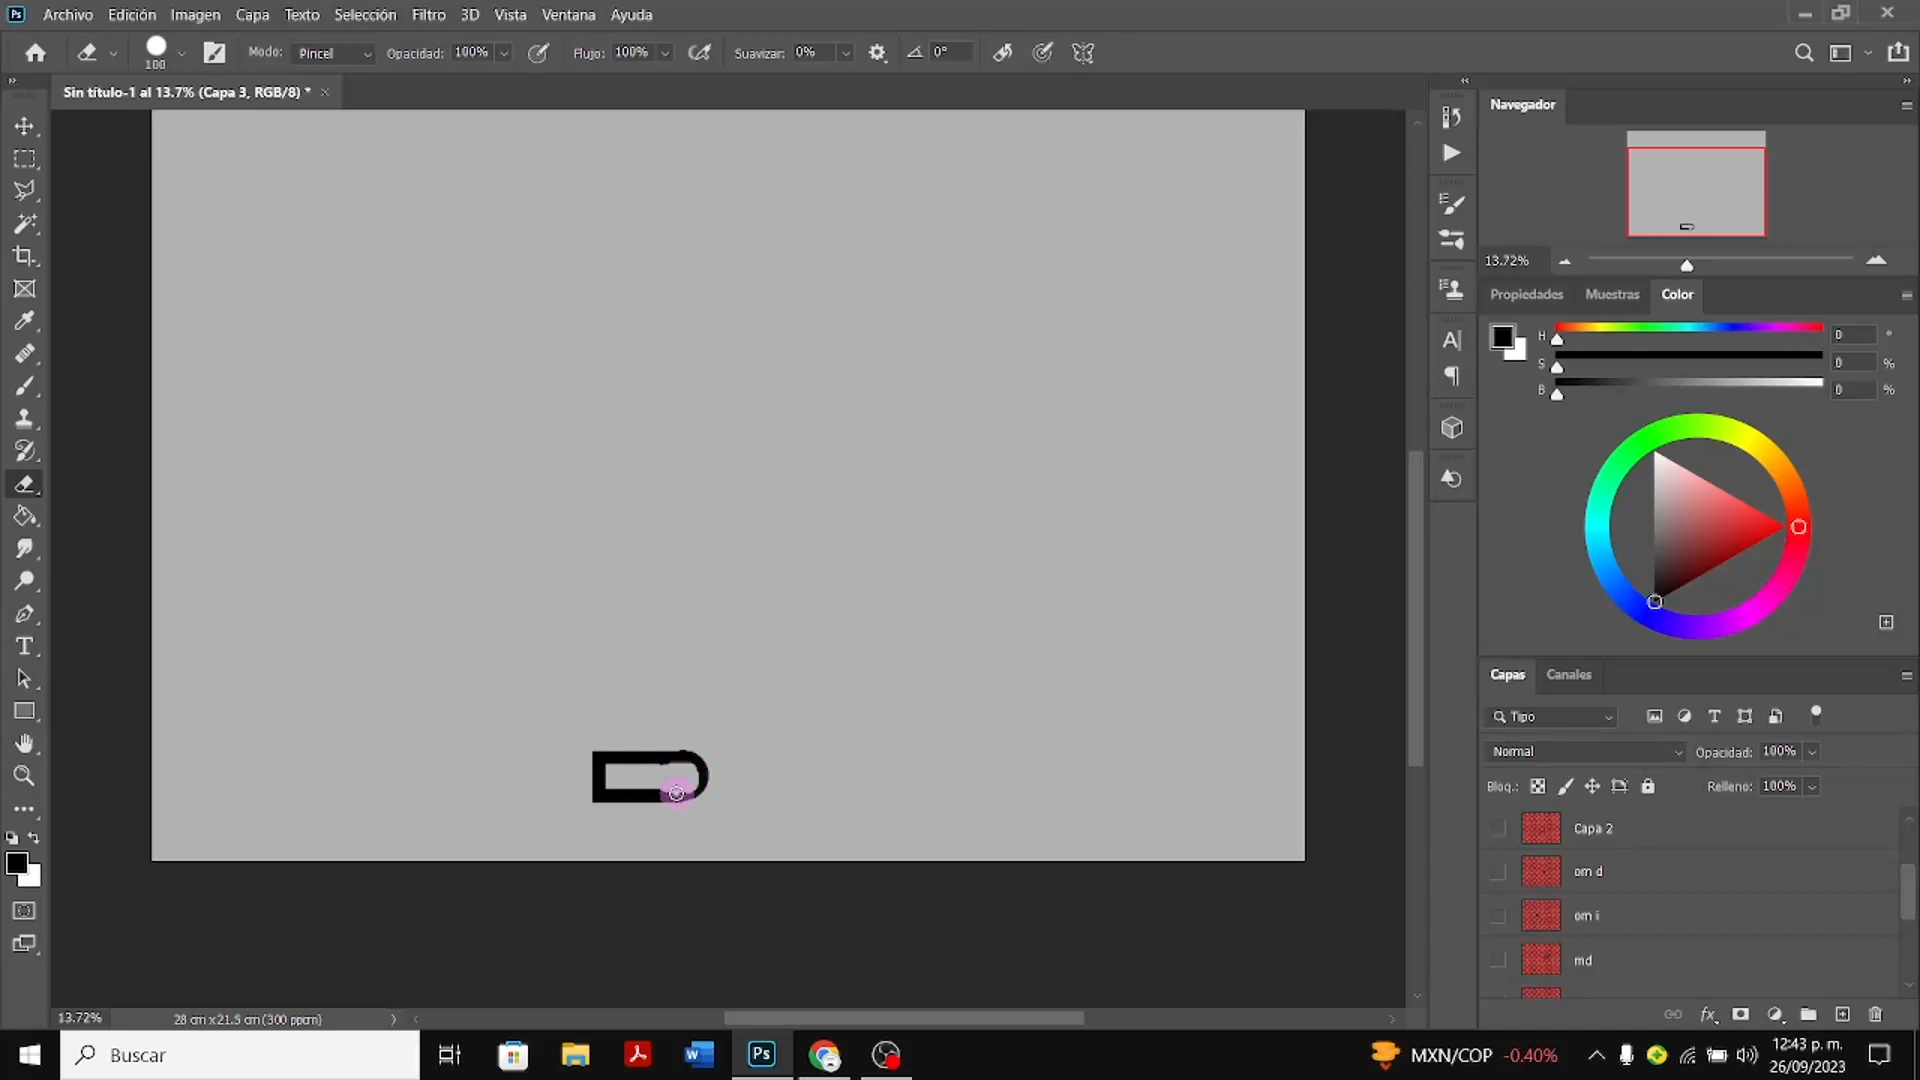 Ps Archivo Edición Imagen Capa Texto Selección Filtro 3D Vista Ventana Ayuda
100 Modo: Pincel Opacidad: 100% Flujo: 100% Suavizar: 0% 0°
Sin título-1 al 13.7% (Capa 3, RGB/8) *
Navegador
13.72%
Propiedades Muestras Color
H 0 °
S 0 %
B 0 %
Capas Canales
Tipo
Normal Opacidad: 100%
Bloq.: Relleno: 100%
Capa 2
om d
om i
md
13.72% 28 cm x 21.5 cm (300 ppcm)
Buscar
Ps
MXN/COP -0.40%
12:43 p. m.
26/09/2023